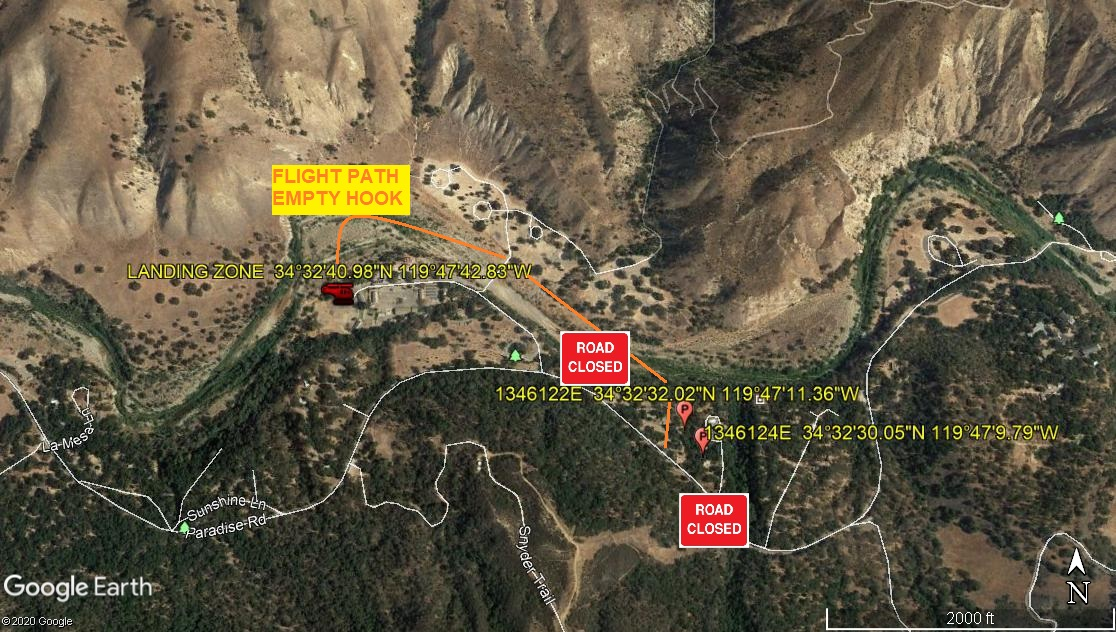 FLIGHT PATH
EMPTY HOOK
LANDING ZONE 34°32'40.98"N 119°47'42.83"W
ROAD
CLOSED
1346122E 34°32'32.02"N 119°47'11.36"W
P
P
1346124E 34°32'30.05"N 119°47'9.79"W
La Mesa Ln
Sunshine Ln
Paradise Rd
Snyder Trail
ROAD
CLOSED
Google Earth
N
2000 ft
©2020 Google